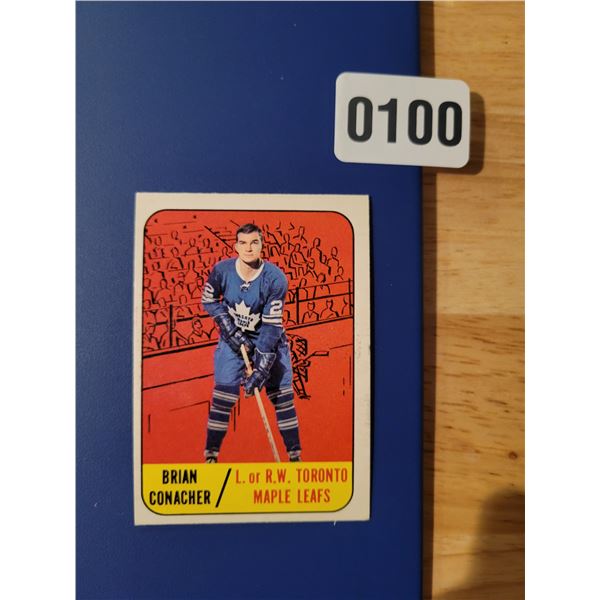 0100
BRIAN
CONACHER
L. or R.W. TORONTO
MAPLE LEAFS